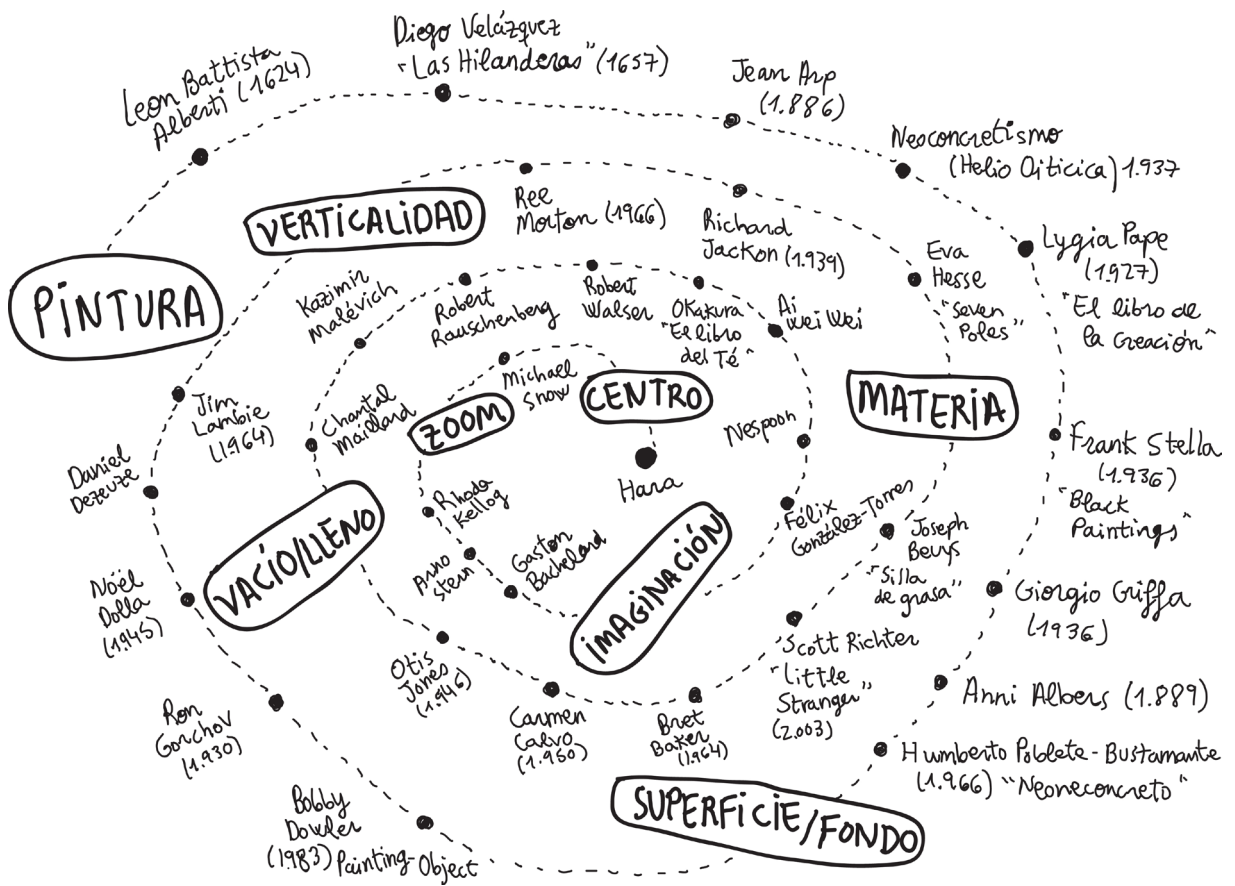 Diego Velázquez
"Las Hilanderas" (1657)
Leon Battista
Alberti (1624)
Jean Arp
(1.886)
Neoconcretismo
(Helio Oiticica) 1.937
Lygia Pape
(1.927)
"El libro de
la Creación"
Frank Stella
(1.936)
"Black
Paintings"
Giorgio Griffa
(1936)
Anni Albers (1.889)
Humberto Poblete-Bustamante
(1.966) "Neoneconcreto"
SUPERFICIE/FONDO
Bobby
Dowler
(1983) Painting-Object
Ron
Gorchov
(1.930)
Nöel
Dolla
(1.945)
Daniel
Dezeuze
Jim
Lambie
(1.964)
PINTURA
VERTICALIDAD
Ree
Morton (1966)
Richard
Jackon (1.939)
Eva
Hesse
"Seven
Poles"
MATERIA
Joseph
Beuys
"Silla
de grasa"
Scott Richter
"Little
Stranger"
(2.003)
Bret
Baker
(1.964)
Carmen
Calvo
(1.950)
Otis
Jones
(1.946)
VACÍO/LLENO
Chantal
Maillard
Kazimir
Malévich
Robert
Rauschenberg
Robert
Walser
Okakura
"El libro
del Té"
Ai
Wei Wei
Nespoon
Félix
González-Torres
IMAGINACIÓN
Gaston
Bachelard
Arno
Stern
Rhoda
Kellog
ZOOM
Michael
Snow
CENTRO
Hara